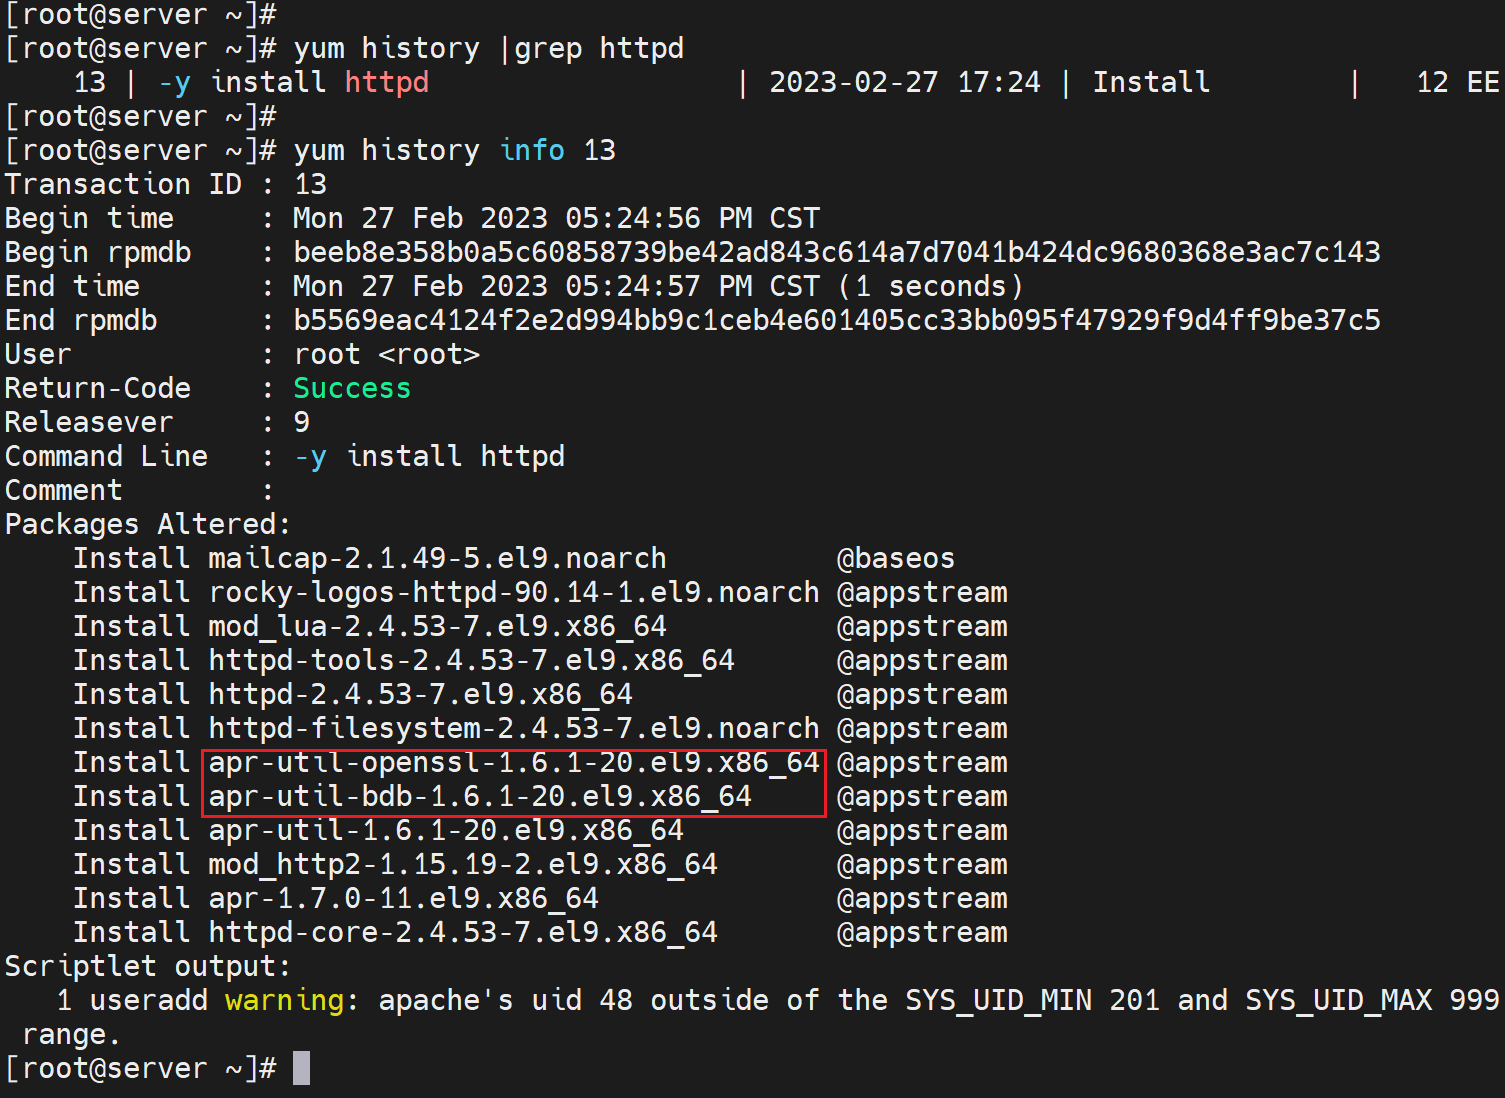 [root@server ~]#
[root@server ~]# yum history |grep httpd
    13 | -y install httpd                  | 2023-02-27 17:24 | Install        |   12 EE
[root@server ~]#
[root@server ~]# yum history info 13
Transaction ID : 13
Begin time     : Mon 27 Feb 2023 05:24:56 PM CST
Begin rpmdb    : beeb8e358b0a5c60858739be42ad843c614a7d7041b424dc9680368e3ac7c143
End time       : Mon 27 Feb 2023 05:24:57 PM CST (1 seconds)
End rpmdb      : b5569eac4124f2e2d994bb9c1ceb4e601405cc33bb095f47929f9d4ff9be37c5
User           : root <root>
Return-Code    : Success
Releasever     : 9
Command Line   : -y install httpd
Comment        :
Packages Altered:
    Install mailcap-2.1.49-5.el9.noarch          @baseos
    Install rocky-logos-httpd-90.14-1.el9.noarch @appstream
    Install mod_lua-2.4.53-7.el9.x86_64          @appstream
    Install httpd-tools-2.4.53-7.el9.x86_64      @appstream
    Install httpd-2.4.53-7.el9.x86_64            @appstream
    Install httpd-filesystem-2.4.53-7.el9.noarch @appstream
    Install apr-util-openssl-1.6.1-20.el9.x86_64 @appstream
    Install apr-util-bdb-1.6.1-20.el9.x86_64     @appstream
    Install apr-util-1.6.1-20.el9.x86_64         @appstream
    Install mod_http2-1.15.19-2.el9.x86_64       @appstream
    Install apr-1.7.0-11.el9.x86_64              @appstream
    Install httpd-core-2.4.53-7.el9.x86_64       @appstream
Scriptlet output:
   1 useradd warning: apache's uid 48 outside of the SYS_UID_MIN 201 and SYS_UID_MAX 999
 range.
[root@server ~]#